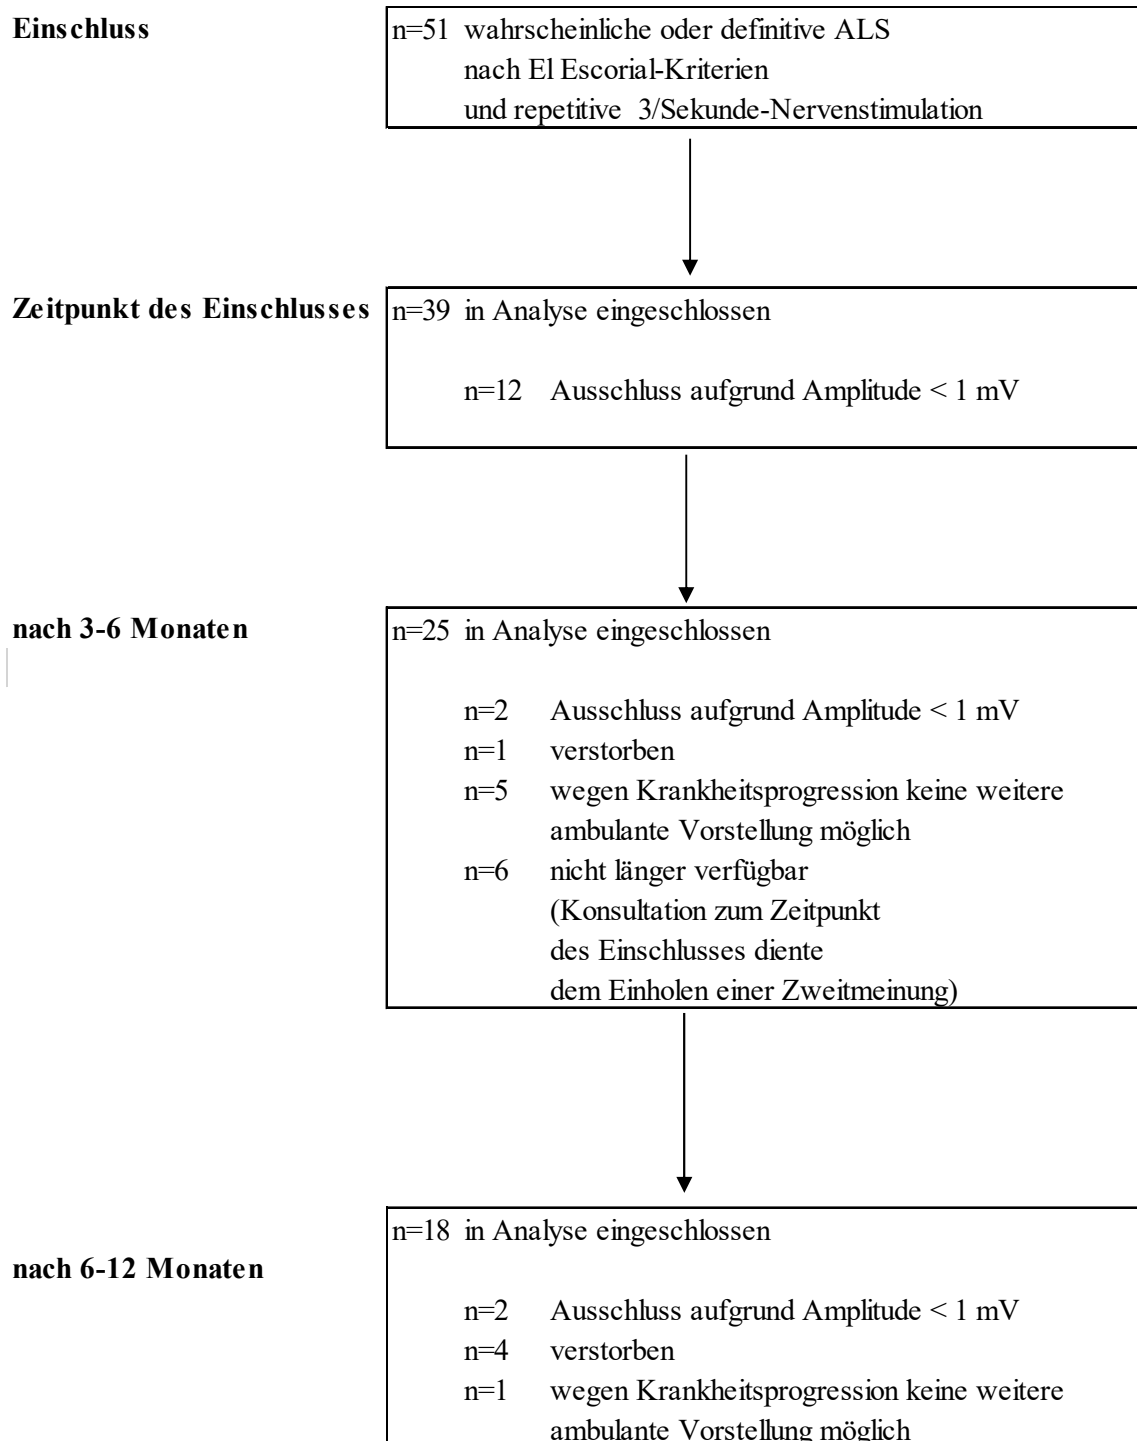 Einschluss
n=51 wahrscheinliche oder definitive ALS
nach El Escorial-Kriterien
und repetitive 3/Sekunde-Nervenstimulation
Zeitpunkt des Einschlusses
n=39 in Analyse eingeschlossen
n=12 Ausschluss aufgrund Amplitude < 1 mV
nach 3-6 Monaten
n=25 in Analyse eingeschlossen
n=2 Ausschluss aufgrund Amplitude < 1 mV
n=1 verstorben
n=5 wegen Krankheitsprogression keine weitere
ambulante Vorstellung möglich
n=6 nicht länger verfügbar
(Konsultation zum Zeitpunkt
des Einschlusses diente
dem Einholen einer Zweitmeinung)
n=18 in Analyse eingeschlossen
nach 6-12 Monaten
n=2 Ausschluss aufgrund Amplitude < 1 mV
n=4 verstorben
n=1 wegen Krankheitsprogression keine weitere
ambulante Vorstellung möglich